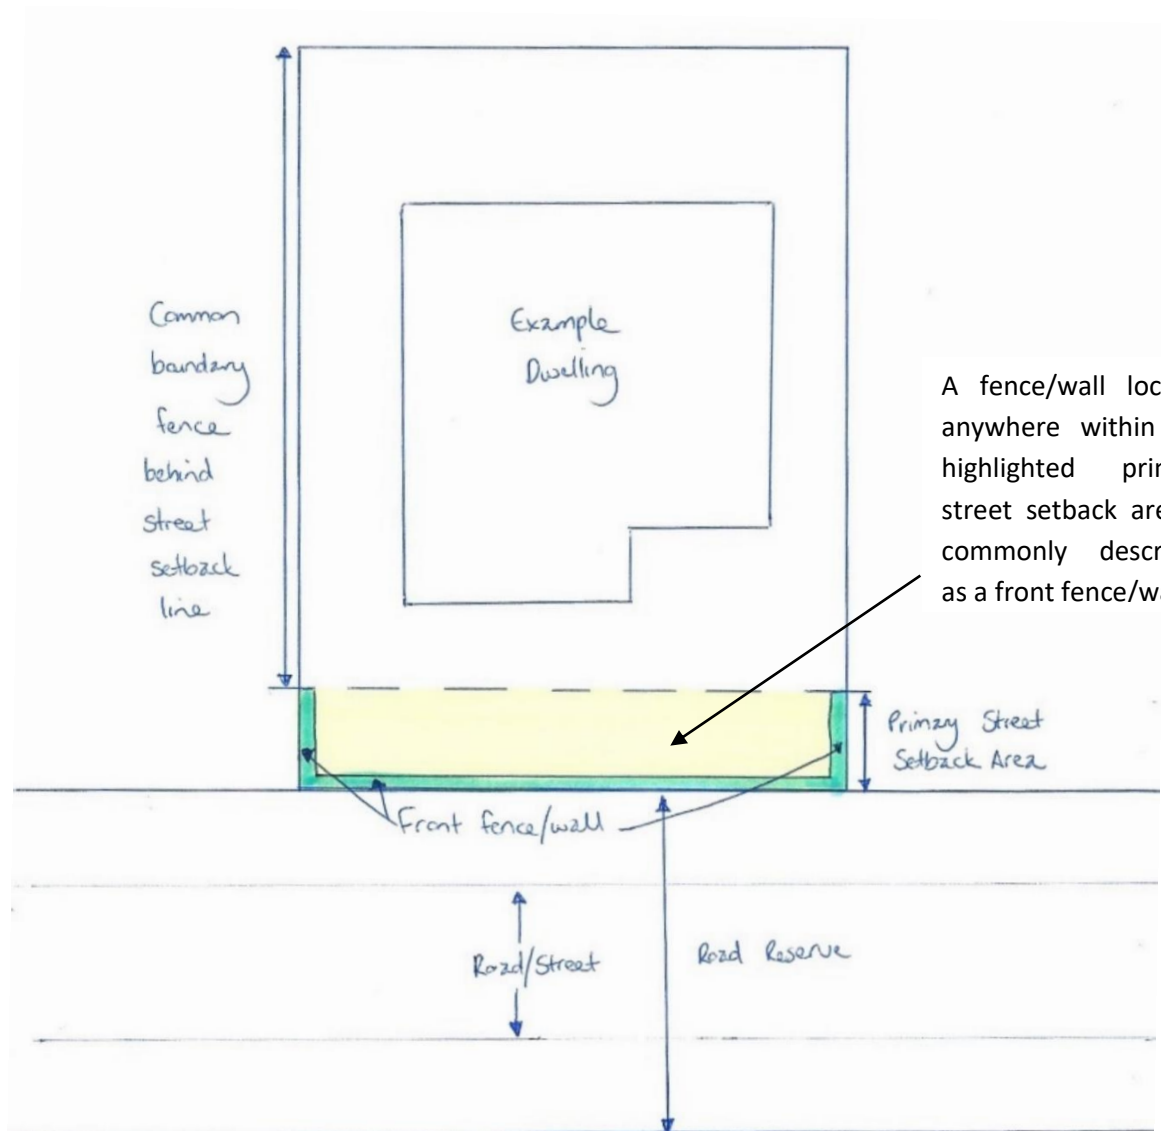 Common
boundary
fence
behind
street
setback
line
Example
Dwelling
A fence/wall loc
anywhere within
highlighted prin
street setback are
commonly descr
as a front fence/wa
Primary Street
Setback Area
Front fence/wall
Road/Street
Road Reserve